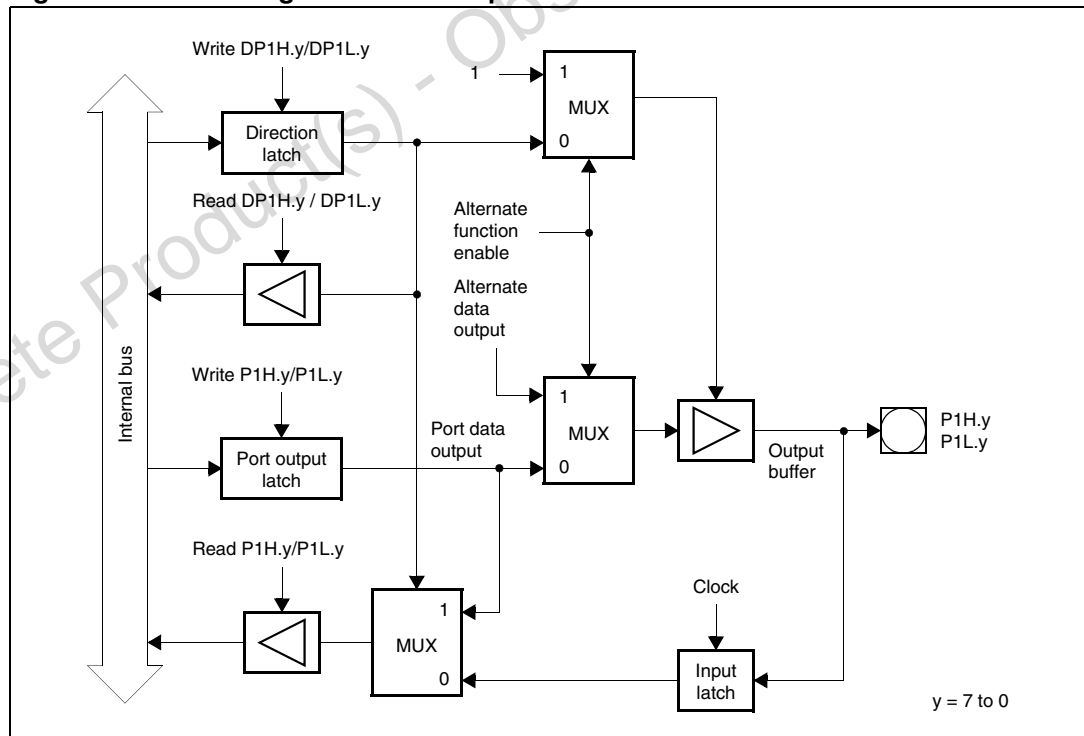 Write DP1H.y/DP1L.y
1
1
MUX
0
Direction
latch
Read DP1H.y / DP1L.y
Alternate
function
enable
Alternate
data
output
Internal bus
Write P1H.y/P1L.y
1
MUX
0
Port data
output
Port output
latch
Output
buffer
P1H.y
P1L.y
Read P1H.y/P1L.y
Clock
1
MUX
0
Input
latch
y = 7 to 0